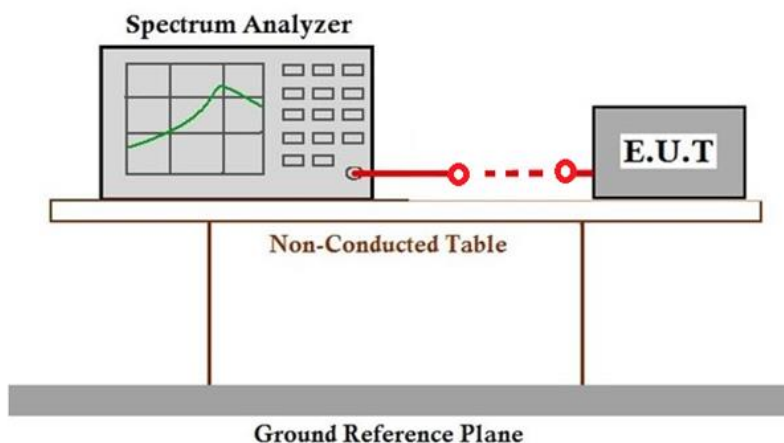 Spectrum Analyzer
E.U.T
Non-Conducted Table
Ground Reference Plane